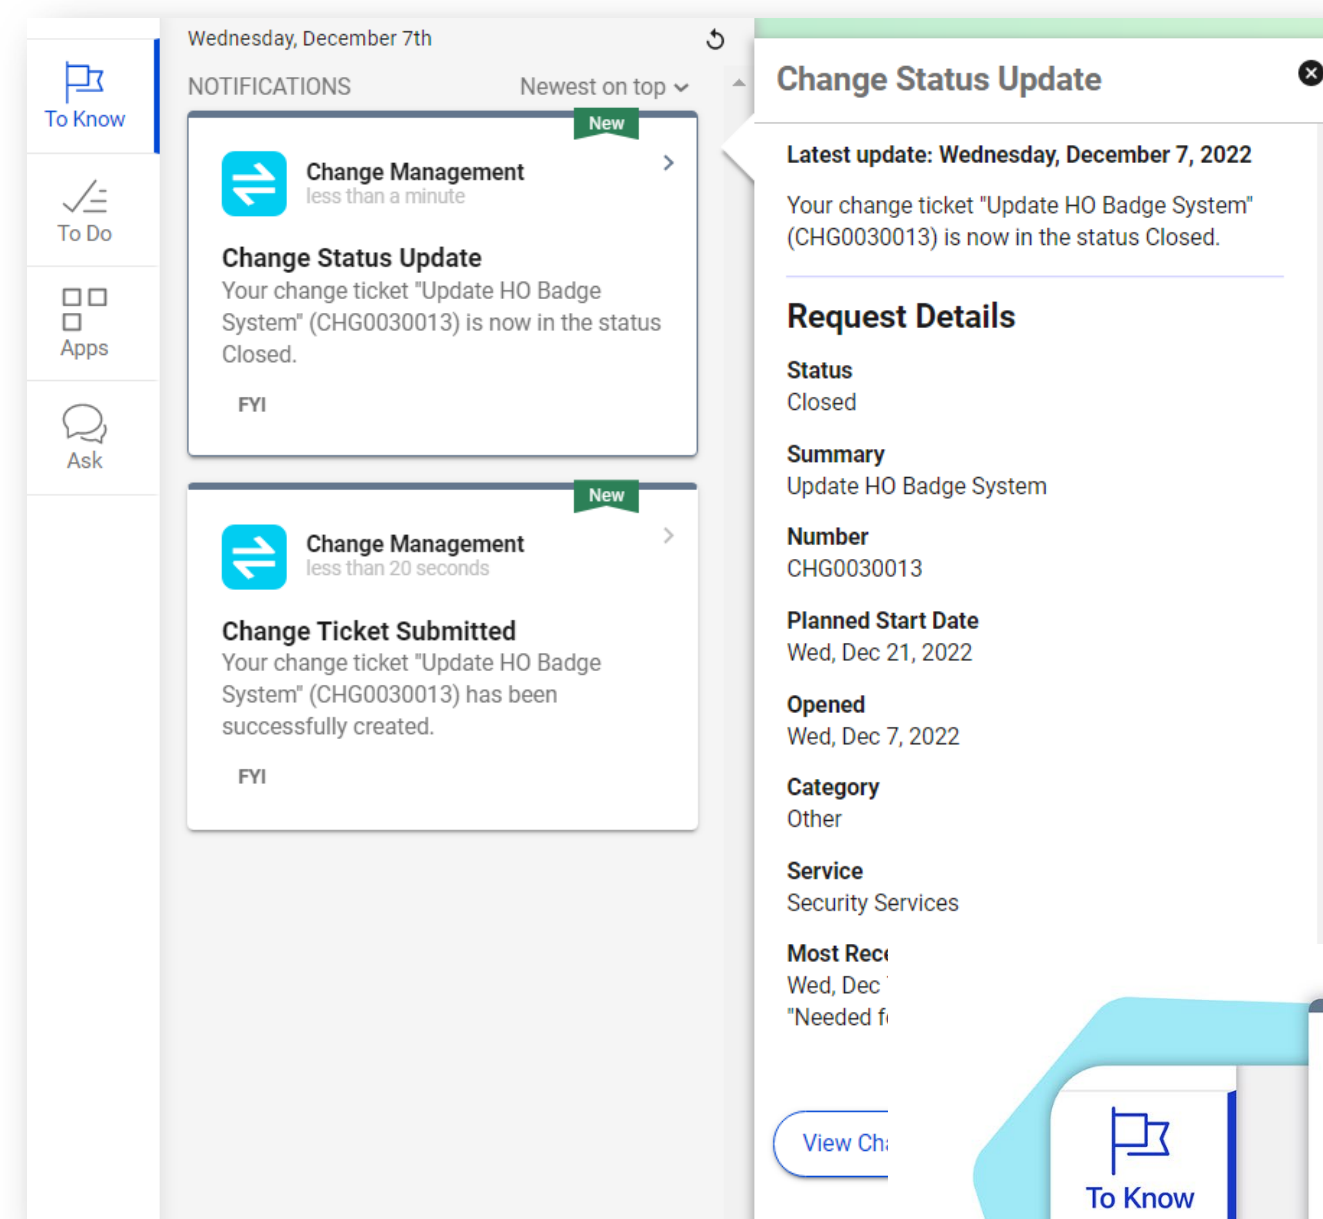 To Know
To Do
Apps
Ask
Wednesday, December 7th
NOTIFICATIONS
Newest on top
New
Change Management
less than a minute
Change Status Update
Your change ticket "Update HO Badge
System" (CHG0030013) is now in the status
Closed.
FYI
New
Change Management
less than 20 seconds
Change Ticket Submitted
Your change ticket "Update HO Badge
System" (CHG0030013) has been
successfully created.
FYI
Change Status Update
Latest update: Wednesday, December 7, 2022
Your change ticket "Update HO Badge System"
(CHG0030013) is now in the status Closed.
Request Details
Status
Closed
Summary
Update HO Badge System
Number
CHG0030013
Planned Start Date
Wed, Dec 21, 2022
Opened
Wed, Dec 7, 2022
Category
Other
Service
Security Services
Most
Wed, Dec
"Needed
View
To Know